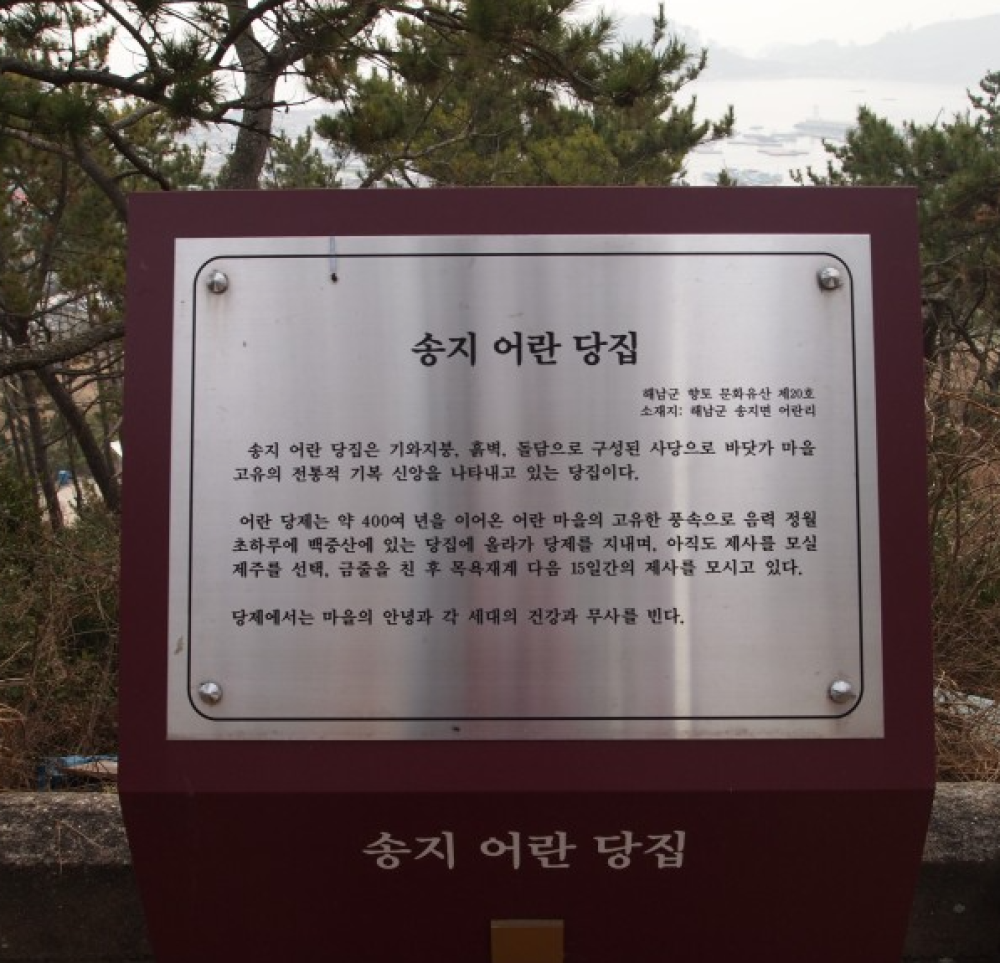 송지 어란 당집
해남군 향토 문화유산 제20호
소재지: 해남군 송지면 어란리
송지 어란 당집은 기와지붕, 흙벽, 돌담으로 구성된 사당으로 바닷가 마을
고유의 전통적 기복 신앙을 나타내고 있는 당집이다.
어란 당제는 약 400여 년을 이어온 어란 마을의 고유한 풍속으로 음력 정월
초하루에 백중산에 있는 당집에 올라가 당제를 지내며, 아직도 제사를 모실
제주를 선택, 금줄을 친 후 목욕재계 다음 15일간의 제사를 모시고 있다.
당제에서는 마을의 안녕과 각 세대의 건강과 무사를 빈다.
송지 어란 당집